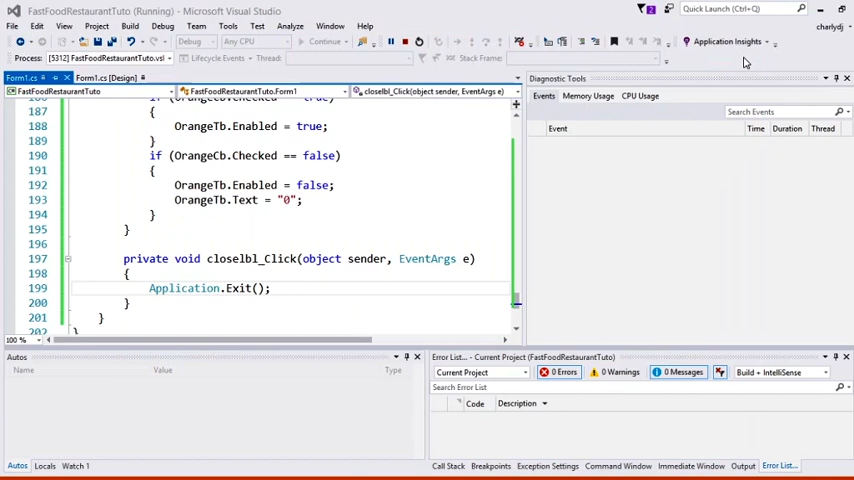 FastFoodRestaurantTuto (Running) - Microsoft Visual Studio
2
Quick Launch (Ctrl+Q)
File Edit View Project Build Debug Team Tools Test Analyze Window Help
charlydj
Debug Any CPU Continue
Application Insights
Process: [5312] FastFoodRestaurantTuto.vsl Lifecycle Events Thread: Stack Frame:
Form1.cs Form1.cs [Design]
FastFoodRestaurantTuto FastFoodRestaurantTuto.Form1 closelbl_Click(object sender, EventArgs e)
187 {
188 OrangeTb.Enabled = true;
189 }
190 if (OrangeCb.Checked == false)
191 {
192 OrangeTb.Enabled = false;
193 OrangeTb.Text = "0";
194 }
195 }
196
197 private void closelbl_Click(object sender, EventArgs e)
198 {
199 Application.Exit();
200 }
201 }
202 }
100 %
Diagnostic Tools
Events Memory Usage CPU Usage
Search Events
Event Time Duration Thread
Autos
Name Value Type
Autos Locals Watch 1
Error List... - Current Project (FastFoodRestaurantTuto)
Current Project 0 Errors 0 Warnings 0 Messages Build + IntelliSense
Search Error List
Code Description
Call Stack Breakpoints Exception Settings Command Window Immediate Window Output Error List...